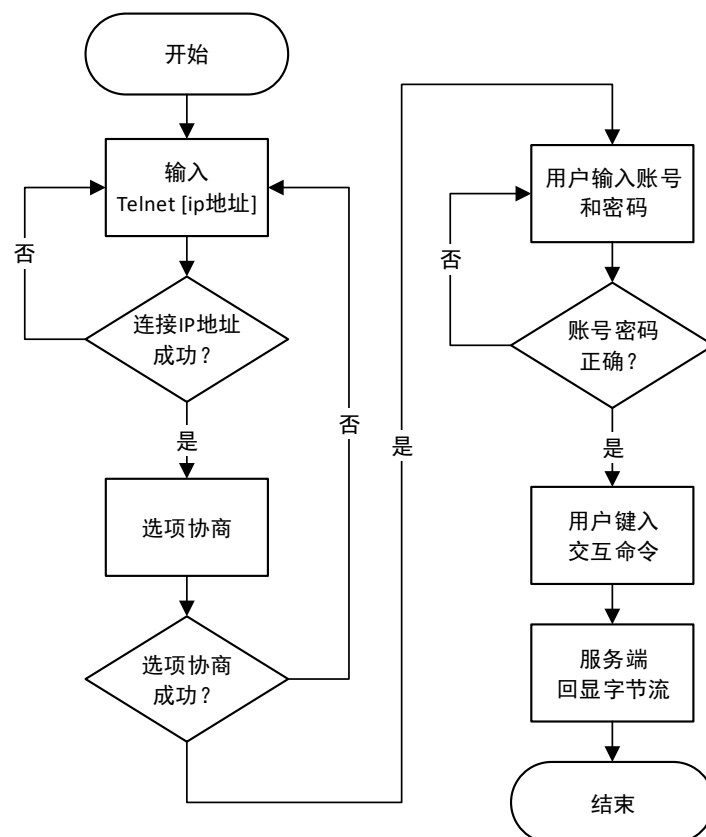 开始
输入
Telnet [ip地址]
否
连接IP地址
成功？
是
选项协商
选项协商
成功？
否
是
用户输入账号
和密码
否
账号密码
正确？
是
用户键入
交互命令
服务端
回显字节流
结束